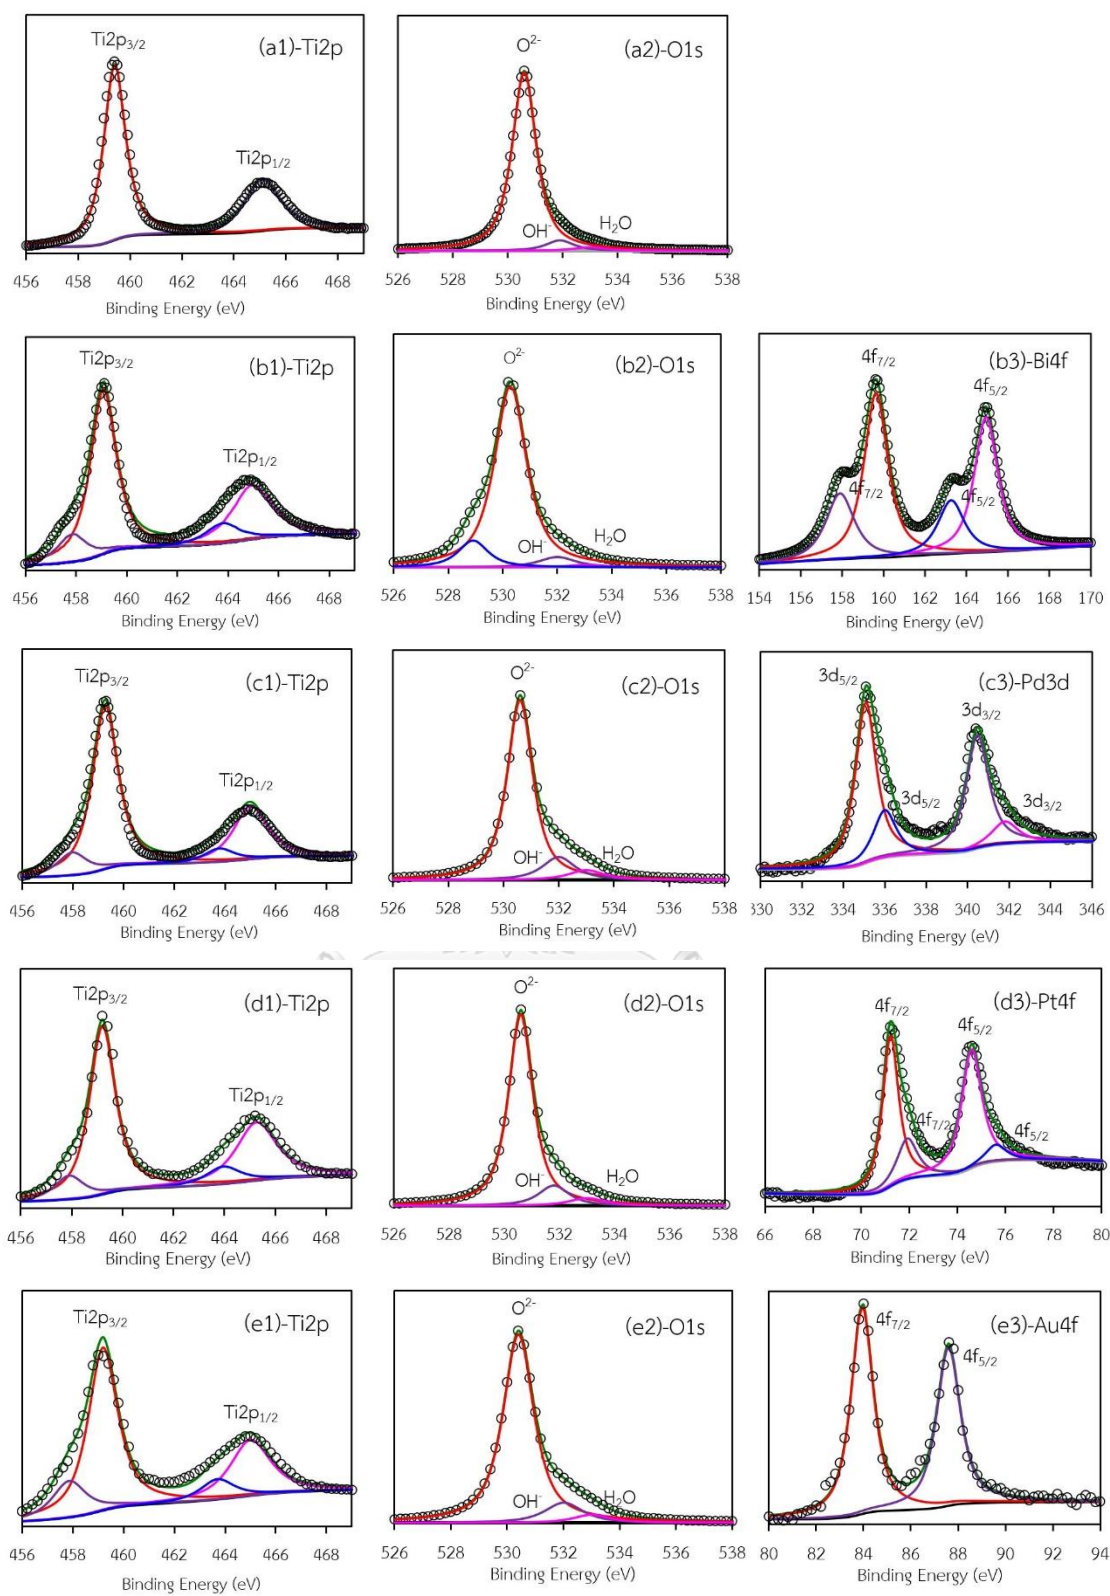 Ti2p3/2
(a1)-Ti2p
Ti2p1/2
456 458 460 462 464 466 468
Binding Energy (eV)
O2-
(a2)-O1s
OH-
H2O
526 528 530 532 534 536 538
Binding Energy (eV)
Ti2p3/2
(b1)-Ti2p
Ti2p1/2
456 458 460 462 464 466 468
Binding Energy (eV)
O2-
(b2)-O1s
OH-
H2O
526 528 530 532 534 536 538
Binding Energy (eV)
4f7/2
(b3)-Bi4f
4f5/2
4f7/2
4f5/2
154 156 158 160 162 164 166 168 170
Binding Energy (eV)
Ti2p3/2
(c1)-Ti2p
Ti2p1/2
456 458 460 462 464 466 468
Binding Energy (eV)
O2-
(c2)-O1s
OH-
H2O
526 528 530 532 534 536 538
Binding Energy (eV)
3d5/2
(c3)-Pd3d
3d3/2
3d5/2
3d3/2
330 332 334 336 338 340 342 344 346
Binding Energy (eV)
Ti2p3/2
(d1)-Ti2p
Ti2p1/2
456 458 460 462 464 466 468
Binding Energy (eV)
O2-
(d2)-O1s
OH-
H2O
526 528 530 532 534 536 538
Binding Energy (eV)
4f7/2
(d3)-Pt4f
4f5/2
4f7/2
4f5/2
66 68 70 72 74 76 78 80
Binding Energy (eV)
Ti2p3/2
(e1)-Ti2p
Ti2p1/2
456 458 460 462 464 466 468
Binding Energy (eV)
O2-
(e2)-O1s
OH-
H2O
526 528 530 532 534 536 538
Binding Energy (eV)
4f7/2
(e3)-Au4f
4f5/2
80 82 84 86 88 90 92 94
Binding Energy (eV)